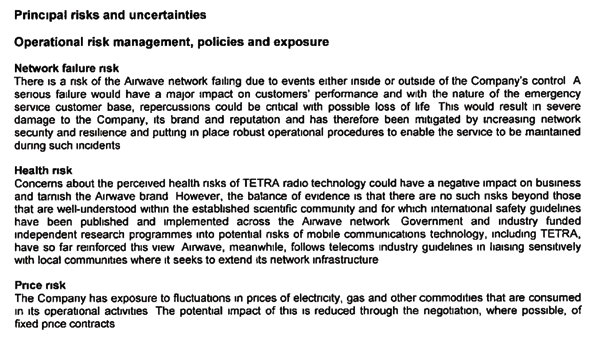 Principal risks and uncertainties
Operational risk management, policies and exposure
Network failure risk
There is a risk of the Airwave network failing due to events either inside or outside of the Company's control A
serious failure would have a major impact on customers' performance and with the nature of the emergency
service customer base, repercussions could be critical with possible loss of life This would result in severe
damage to the Company, its brand and reputation and has therefore been mitigated by increasing network
security and resilience and putting in place robust operational procedures to enable the service to be maintained
during such incidents
Health risk
Concerns about the perceived health risks of TETRA radio technology could have a negative impact on business
and tarnish the Airwave brand However, the balance of evidence is that there are no such risks beyond those
that are well-understood within the established scientific community and for which international safety guidelines
have been published and implemented across the Airwave network Government and industry funded
independent research programmes into potential risks of mobile communications technology, including TETRA,
have so far reinforced this view Airwave, meanwhile, follows telecoms industry guidelines in liaising sensitively
with local communities where it seeks to extend its network infrastructure
Price risk
The Company has exposure to fluctuations in prices of electricity, gas and other commodities that are consumed
in its operational activities The potential impact of this is reduced through the negotiation, where possible, of
fixed price contracts